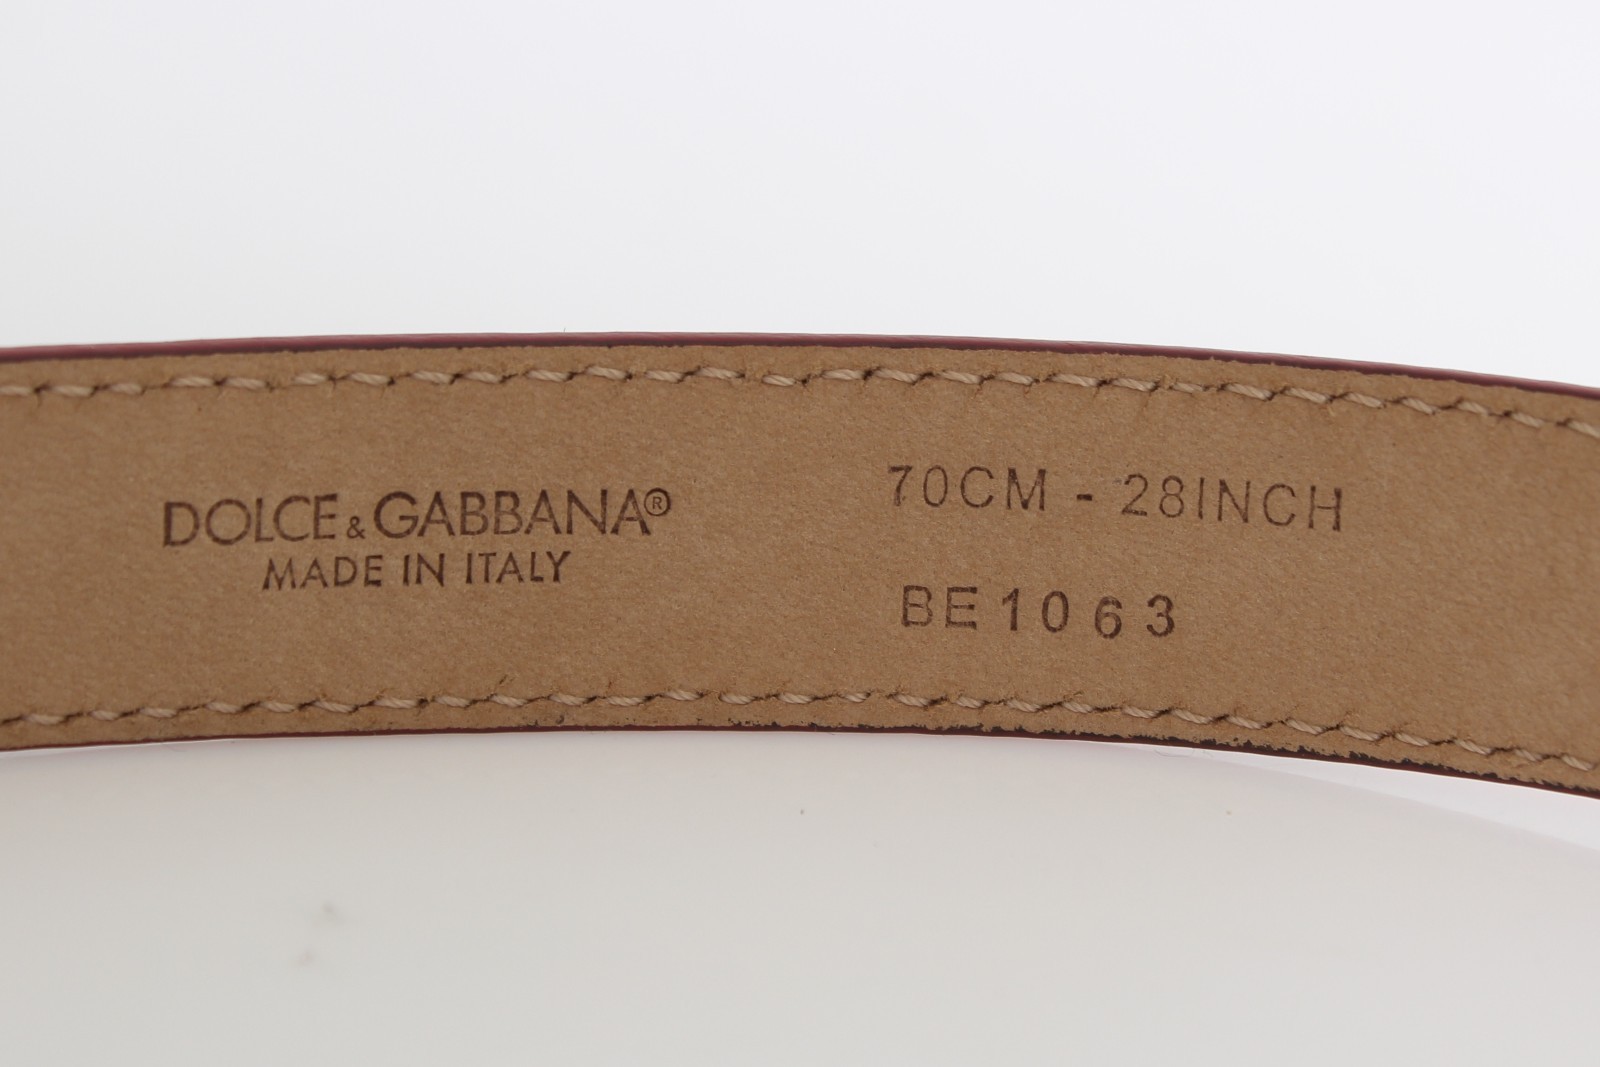 DOLCE & GABBANA®
MADE IN ITALY
70CM - 28INCH
BE1063